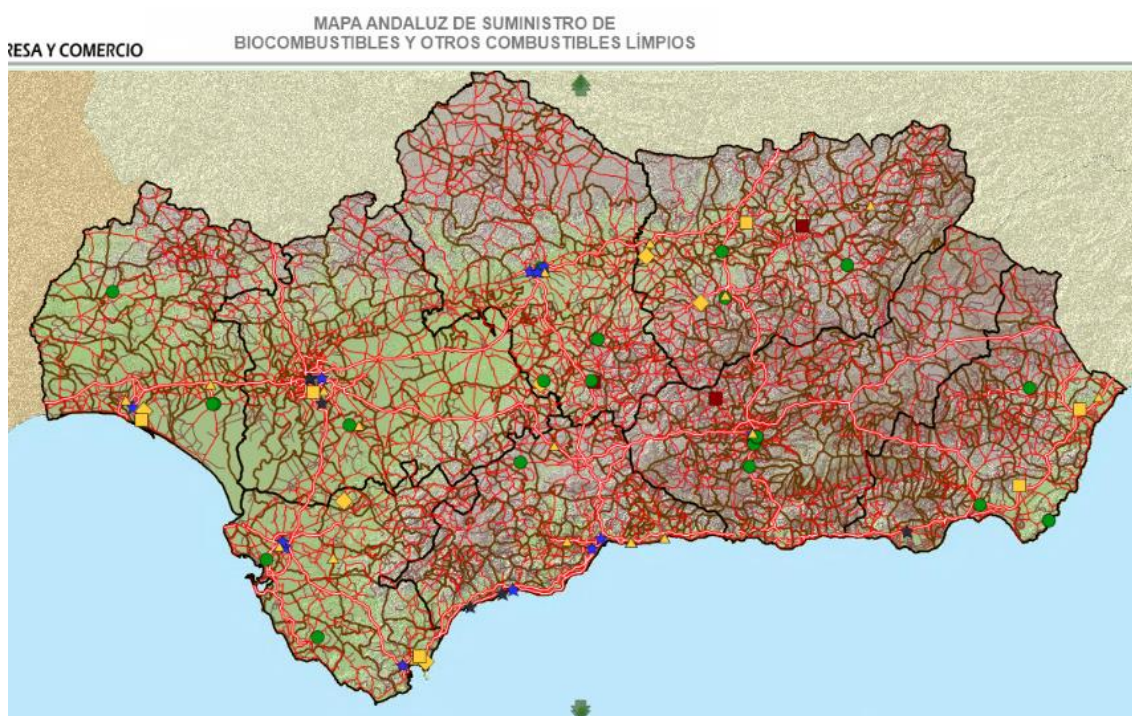 MAPA ANDALUZ DE SUMINISTRO DE
BIOCOMBUSTIBLES Y OTROS COMBUSTIBLES LÍMPIOS
RESA Y COMERCIO